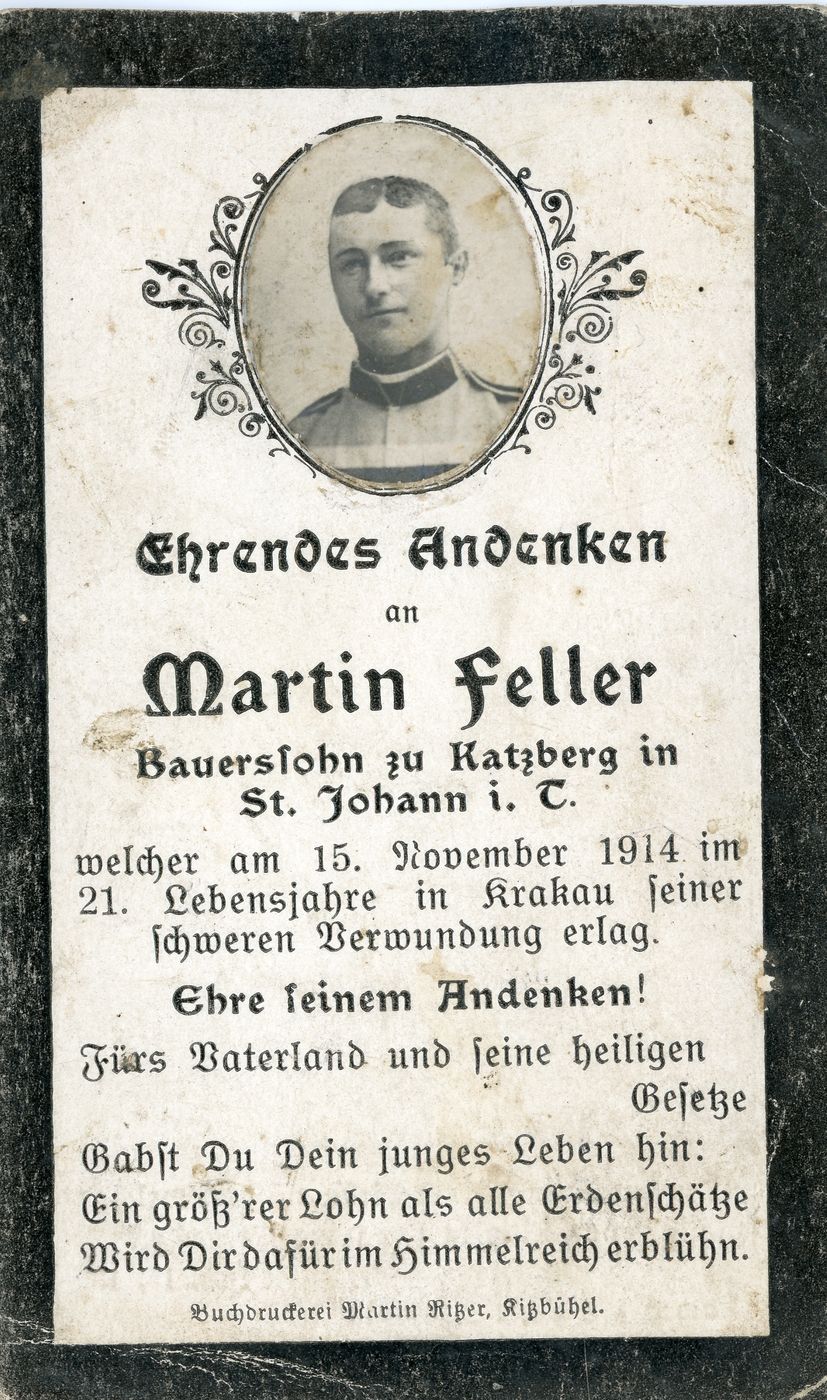 Ehrendes Andenken
an
Martin Feller
Bauerssohn zu Katzberg in
St. Johann i. T.
welcher am 15. November 1914 im
21. Lebensjahre in Krakau seiner
schweren Verwundung erlag.
Ehre seinem Andenken!
Fürs Vaterland und seine heiligen
Gesetze
Gabst Du Dein junges Leben hin:
Ein größ'rer Lohn als alle Erdenschätze
Wird Dir dafür im Himmelreich erblühn.
Buchdruckerei Martin Ritzer, Kitzbühel.